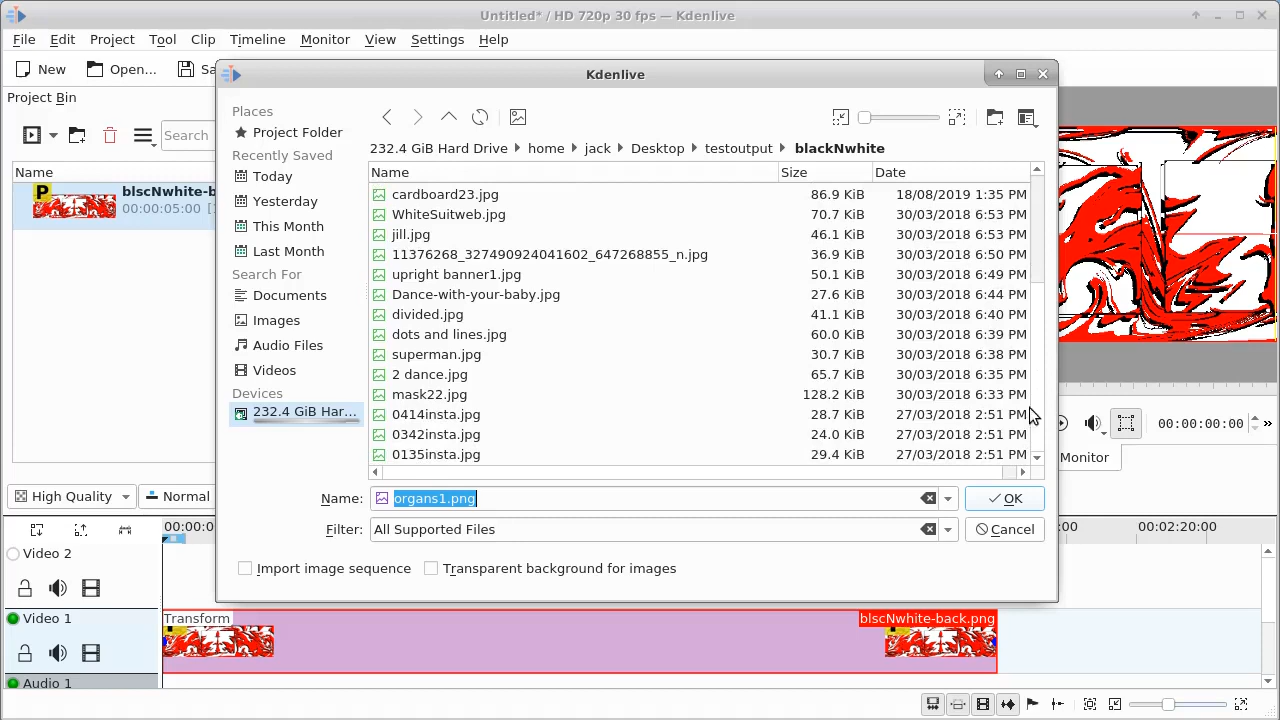 Untitled* / HD 720p 30 fps — Kdenlive
File Edit Project Tool Clip Timeline Monitor View Settings Help
New Open... Sa
Project Bin
Search
Name
P
blscNwhite-b
00:00:05:00 [
High Quality Normal
Kdenlive
Places
Project Folder
Recently Saved
Today
Yesterday
This Month
Last Month
Search For
Documents
Images
Audio Files
Videos
Devices
232.4 GiB Har...
232.4 GiB Hard Drive home jack Desktop testoutput blackNwhite
Name Size Date
cardboard23.jpg 86.9 KiB 18/08/2019 1:35 PM
WhiteSuitweb.jpg 70.7 KiB 30/03/2018 6:53 PM
jill.jpg 46.1 KiB 30/03/2018 6:53 PM
11376268_327490924041602_647268855_n.jpg 36.9 KiB 30/03/2018 6:50 PM
upright banner1.jpg 50.1 KiB 30/03/2018 6:49 PM
Dance-with-your-baby.jpg 27.6 KiB 30/03/2018 6:44 PM
divided.jpg 41.1 KiB 30/03/2018 6:40 PM
dots and lines.jpg 60.0 KiB 30/03/2018 6:39 PM
superman.jpg 30.7 KiB 30/03/2018 6:38 PM
2 dance.jpg 65.7 KiB 30/03/2018 6:35 PM
mask22.jpg 128.2 KiB 30/03/2018 6:33 PM
0414insta.jpg 28.7 KiB 27/03/2018 2:51 PM
0342insta.jpg 24.0 KiB 27/03/2018 2:51 PM
0135insta.jpg 29.4 KiB 27/03/2018 2:51 PM
Name: organs1.png OK
Filter: All Supported Files Cancel
Import image sequence Transparent background for images
00:00:00:00 »
Monitor
00:00:0 :00 00:02:20:00
Video 2
Video 1
Transform blscNwhite-back.png
Audio 1